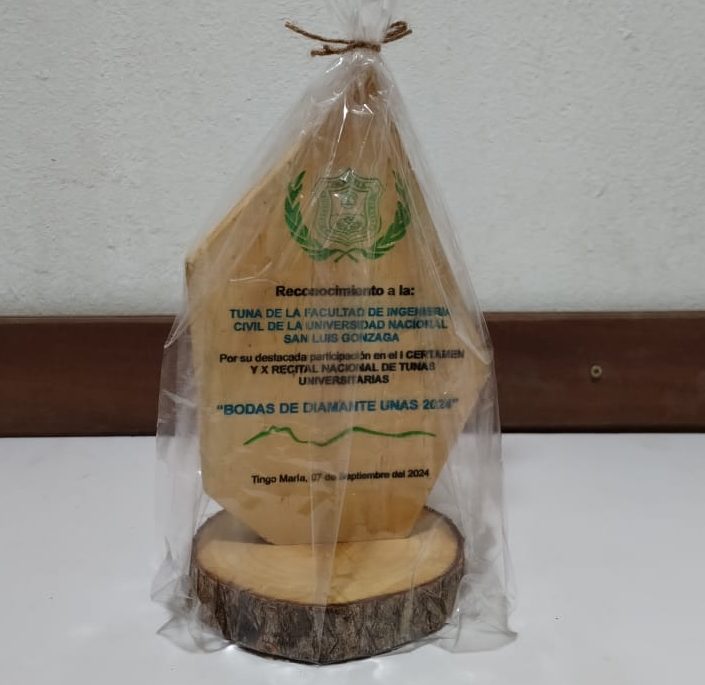 Reconocimiento a la:
TUNA DE LA FACULTAD DE INGENIERIA
CIVIL DE LA UNIVERSIDAD NACIONAL
SAN LUIS GONZAGA
Por su destacada participación en el I CERTAMEN
Y X RECITAL NACIONAL DE TUNAS
UNIVERSITARIAS
"BODAS DE DIAMANTE UNAS 2024"
Tingo María, 07 de Septiembre del 2024